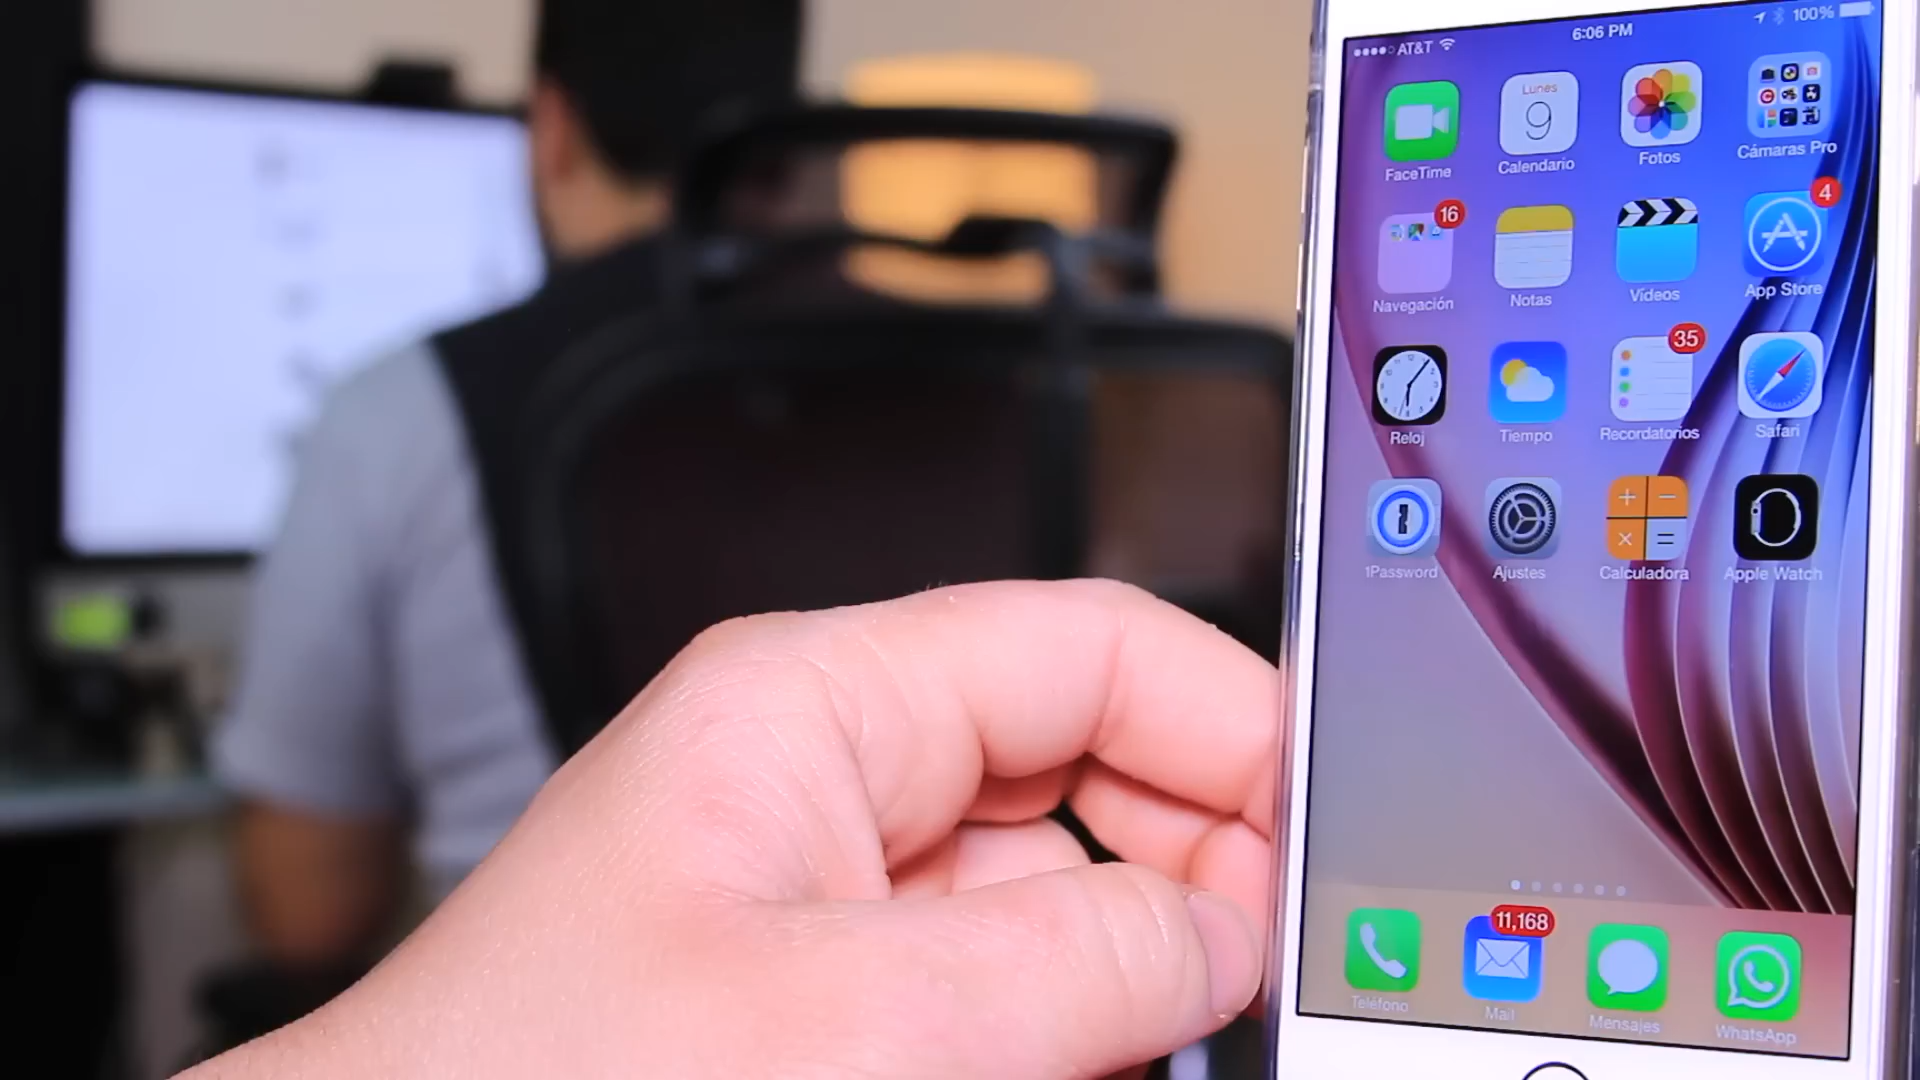 AT&T 6:06 PM 100%
Lunes
9
FaceTime Calendario Fotos Cámaras Pro
16 4
Navegación Notas Vídeos App Store
35
Reloj Tiempo Recordatorios Safari
1Password Ajustes Calculadora Apple Watch
11,168
Teléfono Mail Mensajes WhatsApp